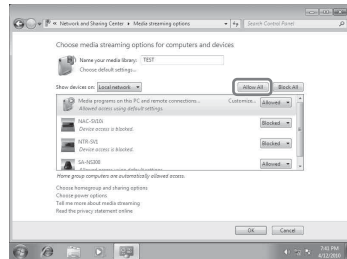 « Network and Sharing Center ▸ Media streaming options
Search Control Panel
Choose media streaming options for computers and devices
Name your media library: TEST
Choose default settings...
Show devices on: Local network
Allow All
Block All
Media programs on this PC and remote connections...
Customize...
Allowed
Allowed access using default settings.
NAC-SV10i
Blocked
Device access is blocked.
NTR-SV1
Blocked
Device access is blocked.
SA-NS300
Allowed
Allowed access using default settings.
Home group computers are automatically allowed access.
Choose homegroup and sharing options
Choose power options
Tell me more about media streaming
Read the privacy statement online
OK
Cancel
7:41 PM
4/12/2010